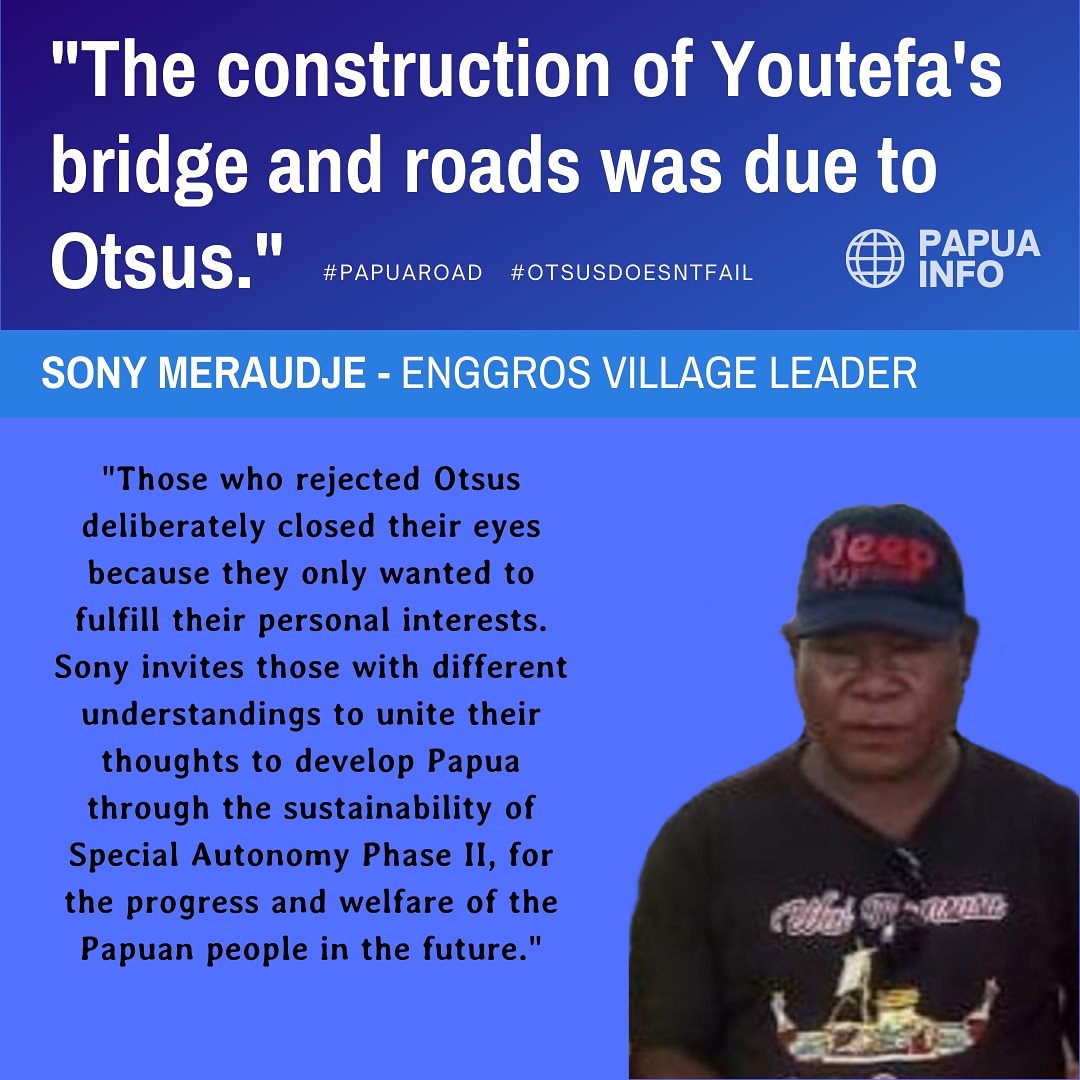 "The construction of Youtefa's
bridge and roads was due to
Otsus."
#PAPUAROAD #OTSUSDOESNTFAIL
PAPUA
INFO
SONY MERAUDJE - ENGGROS VILLAGE LEADER
"Those who rejected Otsus
deliberately closed their eyes
because they only wanted to
fulfill their personal interests.
Sony invites those with different
understandings to unite their
thoughts to develop Papua
through the sustainability of
Special Autonomy Phase II, for
the progress and welfare of the
Papuan people in the future."
Jeep